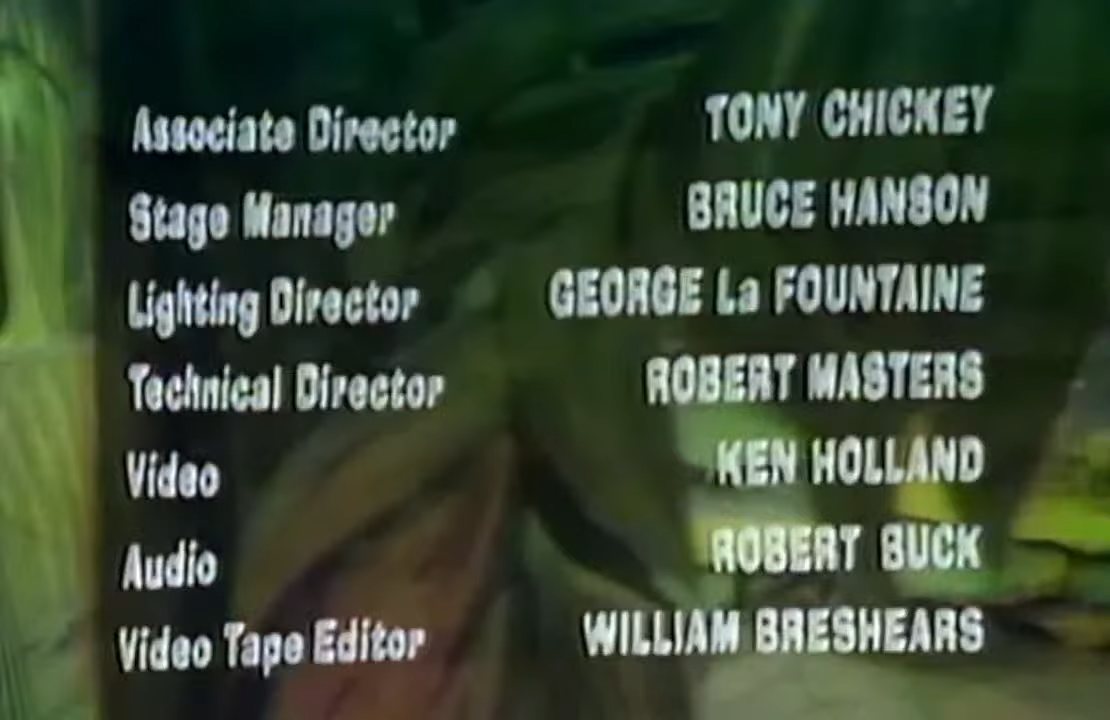 Associate Director TONY CHICKEY
Stage Manager BRUCE HANSON
Lighting Director GEORGE La FOUNTAINE
Technical Director ROBERT MASTERS
Video KEN HOLLAND
Audio ROBERT BUCK
Video Tape Editor WILLIAM BRESHEARS